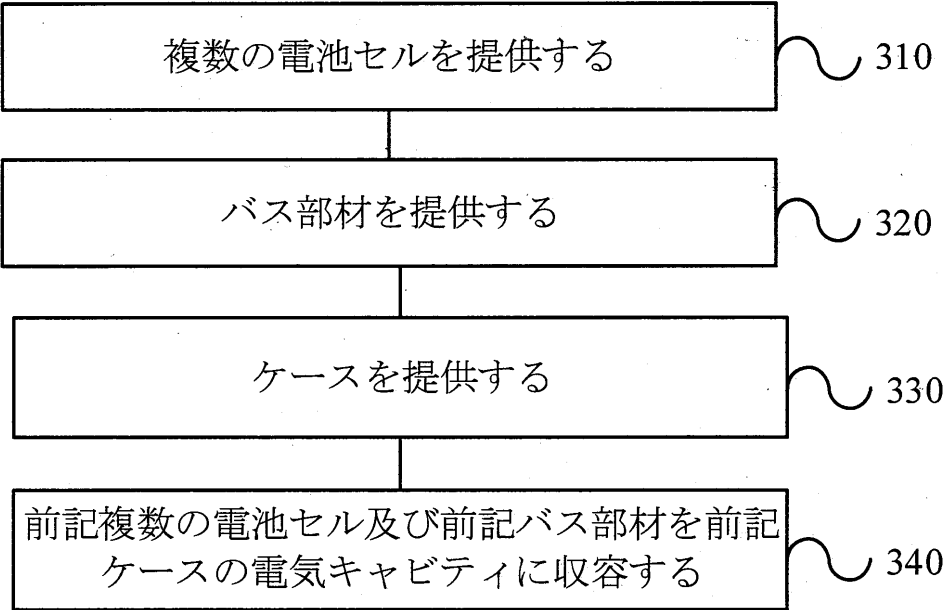 複数の電池セルを提供する
310
バス部材を提供する
320
ケースを提供する
330
前記複数の電池セル及び前記バス部材を前記
ケースの電気キャビティに収容する
340